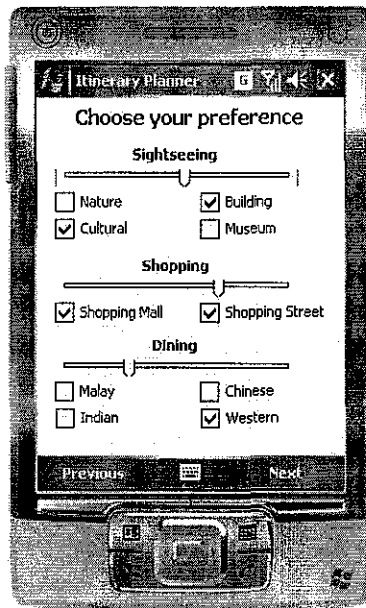 Itinerary Planner
Choose your preference
Sightseeing
Nature Building
Cultural Museum
Shopping
Shopping Mall Shopping Street
Dining
Malay Chinese
Indian Western
Previous Next